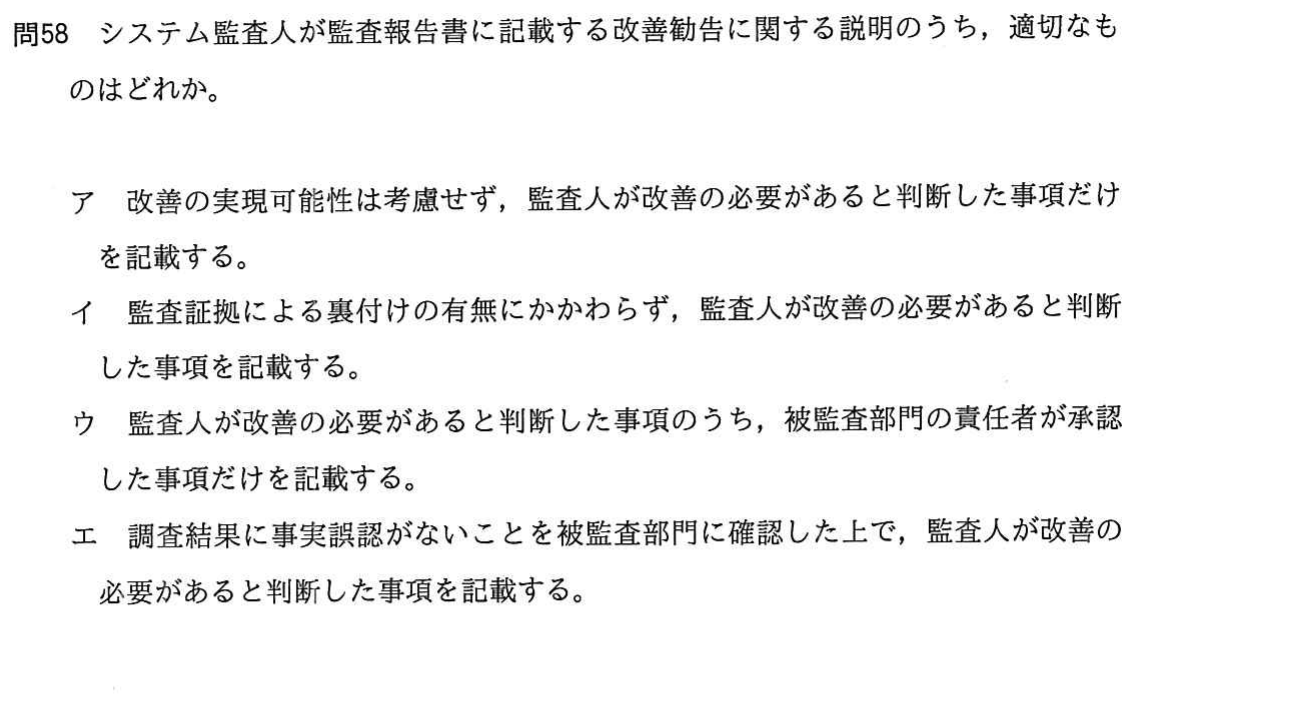 問58　システム監査人が監査報告書に記載する改善勧告に関する説明のうち，適切なも
のはどれか。
ア　改善の実現可能性は考慮せず，監査人が改善の必要があると判断した事項だけ
を記載する。
イ　監査証拠による裏付けの有無にかかわらず，監査人が改善の必要があると判断
した事項を記載する。
ウ　監査人が改善の必要があると判断した事項のうち，被監査部門の責任者が承認
した事項だけを記載する。
エ　調査結果に事実誤認がないことを被監査部門に確認した上で，監査人が改善の
必要があると判断した事項を記載する。